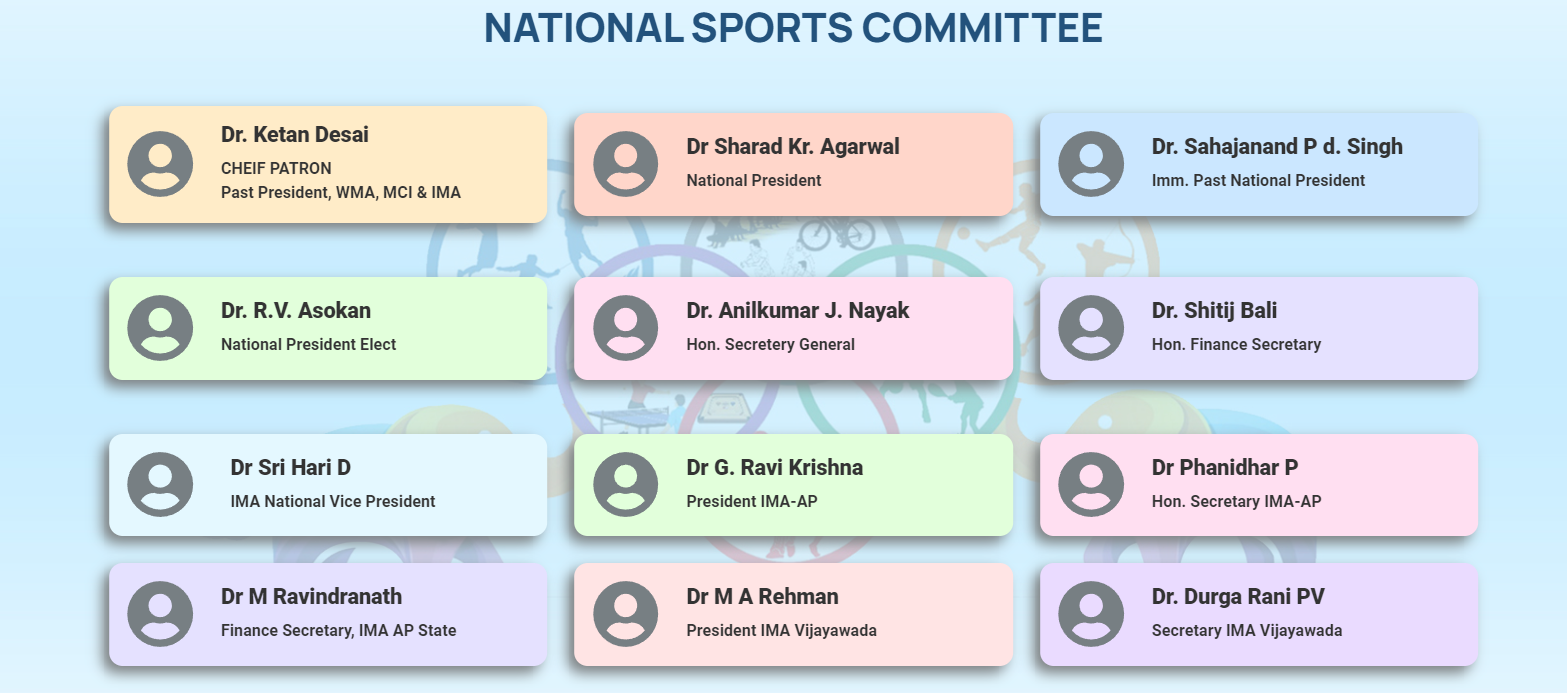 NATIONAL SPORTS COMMITTEE
Dr. Ketan Desai
CHEIF PATRON
Past President, WMA, MCI & IMA
Dr Sharad Kr. Agarwal
National President
Dr. Sahajanand P d. Singh
Imm. Past National President
Dr. R.V. Asokan
National President Elect
Dr. Anilkumar J. Nayak
Hon. Secretery General
Dr. Shitij Bali
Hon. Finance Secretary
Dr Sri Hari D
IMA National Vice President
Dr G. Ravi Krishna
President IMA-AP
Dr Phanidhar P
Hon. Secretary IMA-AP
Dr M Ravindranath
Finance Secretary, IMA AP State
Dr M A Rehman
President IMA Vijayawada
Dr. Durga Rani PV
Secretary IMA Vijayawada